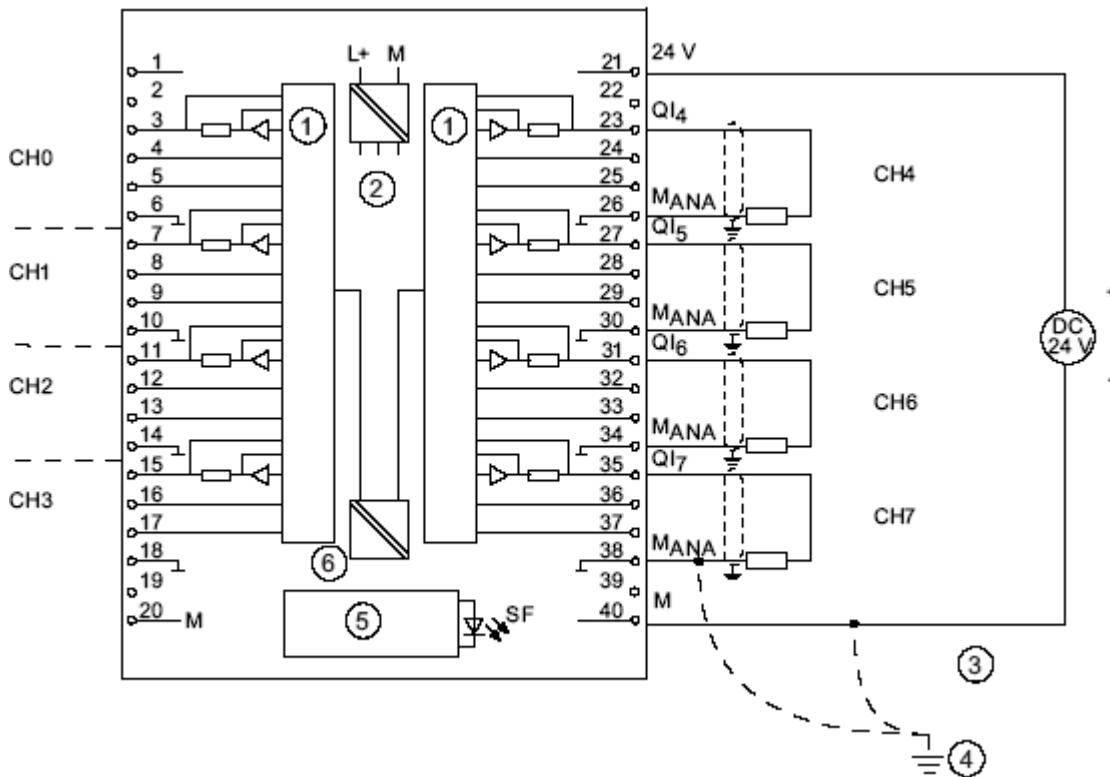 L+ M
24 V
1 21
2 22
QI4
3 ① ① 23
CH0 4 24 CH4
② 
5 25
MANA
6 26
QI5
7 27
CH1 8 28 CH5
9 29
MANA
10 30
DC
24 V
QI6
11 31
CH2 12 32 CH6
13 33
MANA
14 34
QI7
15 35
CH3 16 36 CH7
17 37
MANA
18 ⑥ 38
19 39
M
20 M ⑤ SF 40
③
④